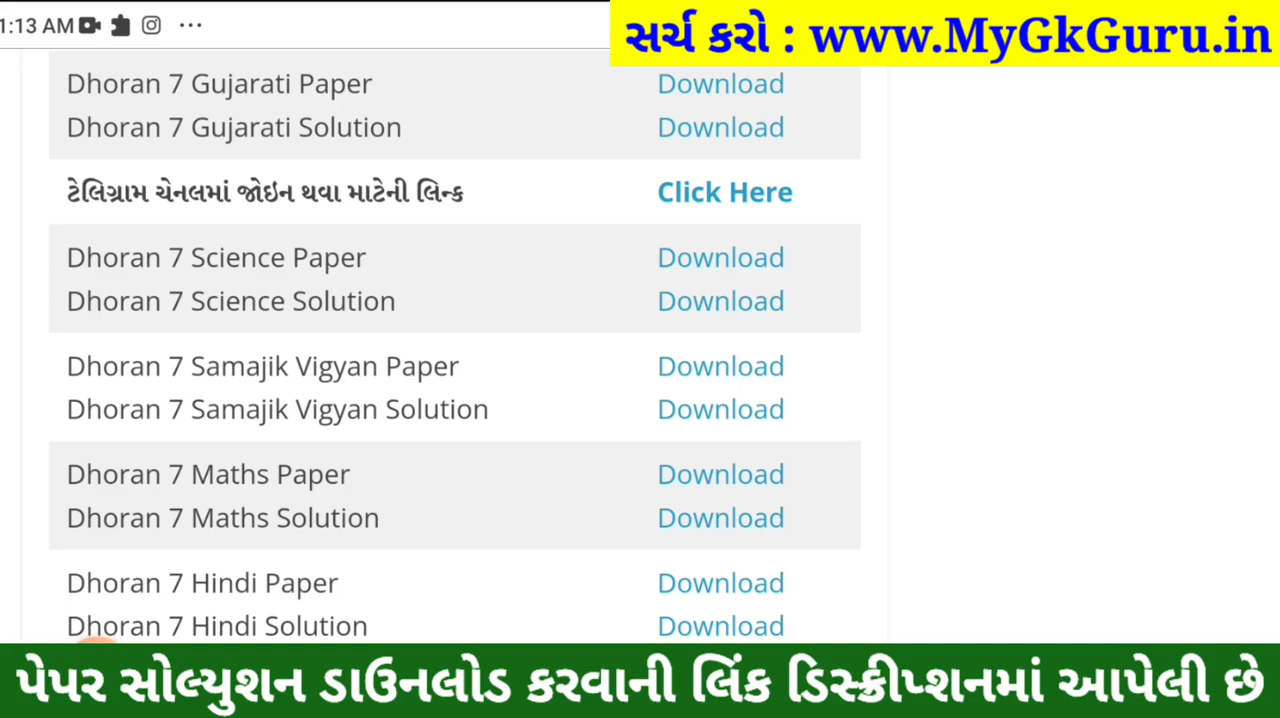 1:13 AM ...
સર્ચ કરો : www.MyGkGuru.in
Dhoran 7 Gujarati Paper Download
Dhoran 7 Gujarati Solution Download
ટેલિગ્રામ ચેનલમાં જોઇન થવા માટેની લિન્ક Click Here
Dhoran 7 Science Paper Download
Dhoran 7 Science Solution Download
Dhoran 7 Samajik Vigyan Paper Download
Dhoran 7 Samajik Vigyan Solution Download
Dhoran 7 Maths Paper Download
Dhoran 7 Maths Solution Download
Dhoran 7 Hindi Paper Download
Dhoran 7 Hindi Solution Download
પેપર સોલ્યુશન ડાઉનલોડ કરવાની લિંક ડિસ્ક્રીપ્શનમાં આપેલી છે